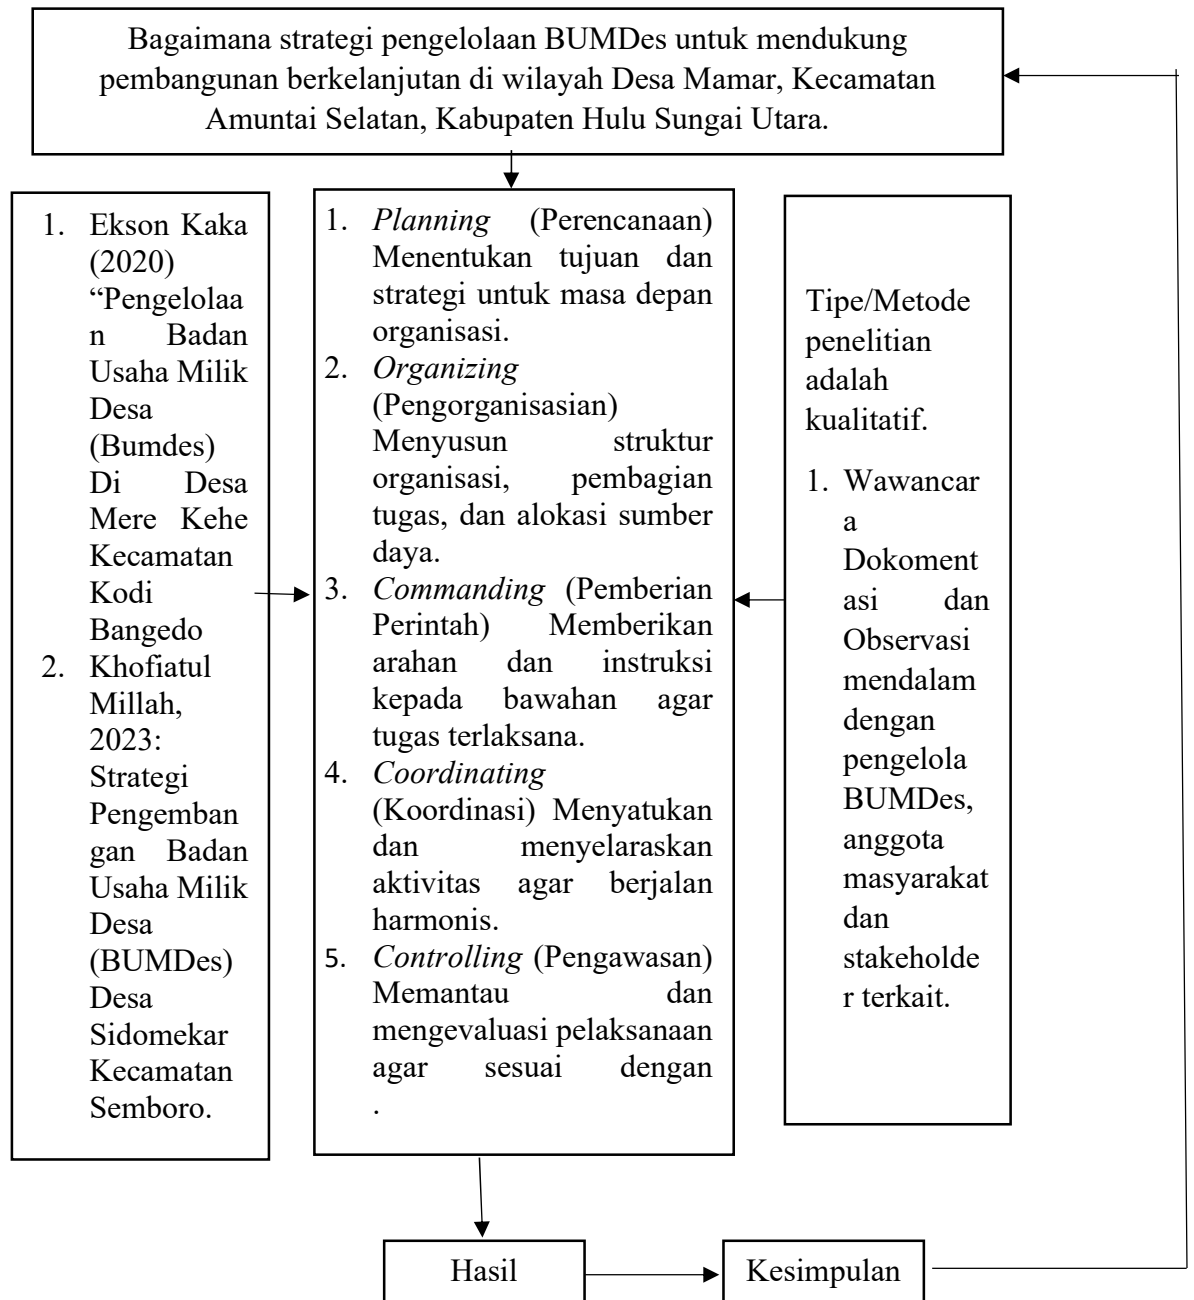 Bagaimana strategi pengelolaan BUMDes untuk mendukung
pembangunan berkelanjutan di wilayah Desa Mamar, Kecamatan
Amuntai Selatan, Kabupaten Hulu Sungai Utara.
1. Ekson Kaka
(2020)
“Pengelolaa
n Badan
Usaha Milik
Desa
(Bumdes)
Di Desa
Mere Kehe
Kecamatan
Kodi
Bangedo
2. Khofiatul
Millah,
2023:
Strategi
Pengemban
gan Badan
Usaha Milik
Desa
(BUMDes)
Desa
Sidomekar
Kecamatan
Semboro.
1. Planning (Perencanaan)
Menentukan tujuan dan
strategi untuk masa depan
organisasi.
2. Organizing
(Pengorganisasian)
Menyusun struktur
organisasi, pembagian
tugas, dan alokasi sumber
daya.
3. Commanding (Pemberian
Perintah) Memberikan
arahan dan instruksi
kepada bawahan agar
tugas terlaksana.
4. Coordinating
(Koordinasi) Menyatukan
dan menyelaraskan
aktivitas agar berjalan
harmonis.
5. Controlling (Pengawasan)
Memantau dan
mengevaluasi pelaksanaan
agar sesuai dengan
.
Tipe/Metode
penelitian
adalah
kualitatif.
1. Wawancar
a
Dokoment
asi dan
Observasi
mendalam
dengan
pengelola
BUMDes,
anggota
masyarakat
dan
stakeholde
r terkait.
Hasil
Kesimpulan